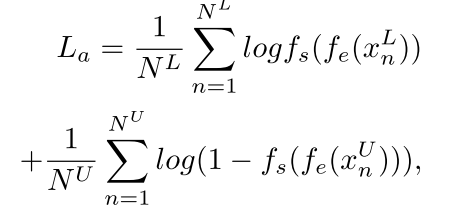 L_a = \frac{1}{N^L} \sum_{n=1}^{N^L} log f_s(f_e(x_n^L))
+ \frac{1}{N^U} \sum_{n=1}^{N^U} log(1 - f_s(f_e(x_n^U))),